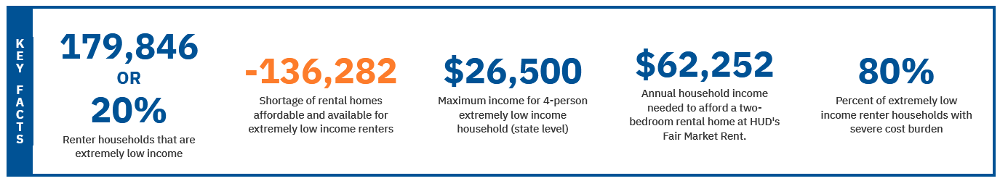 KEY FACTS
179,846
OR
20%
Renter households that are
extremely low income
-136,282
Shortage of rental homes
affordable and available for
extremely low income renters
$26,500
Maximum income for 4-person
extremely low income
household (state level)
$62,252
Annual household income
needed to afford a two-
bedroom rental home at HUD's
Fair Market Rent.
80%
Percent of extremely low
income renter households with
severe cost burden